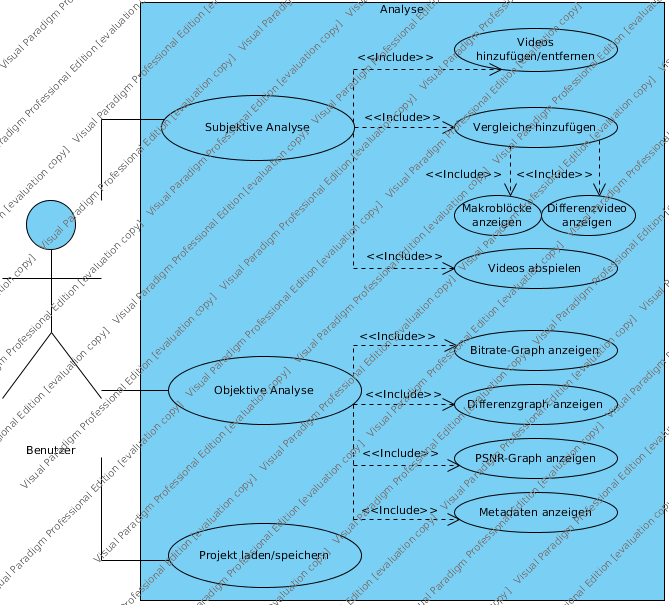 Analyse
Videos
hinzufügen/entfernen
<<Include>>
Subjektive Analyse
<<Include>>
Vergleiche hinzufügen
<<Include>>
<<Include>>
Makroblöcke
anzeigen
Differenzvideo
anzeigen
<<Include>>
Videos abspielen
<<Include>>
Bitrate-Graph anzeigen
Objektive Analyse
<<Include>>
Differenzgraph anzeigen
Benutzer
<<Include>>
PSNR-Graph anzeigen
<<Include>>
Metadaten anzeigen
Projekt laden/speichern
Visual Paradigm Professional Edition [evaluation copy]